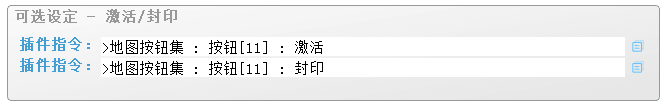 可选设定 - 激活/封印
插件指令：>地图按钮集 : 按钮[11] : 激活
插件指令：>地图按钮集 : 按钮[11] : 封印